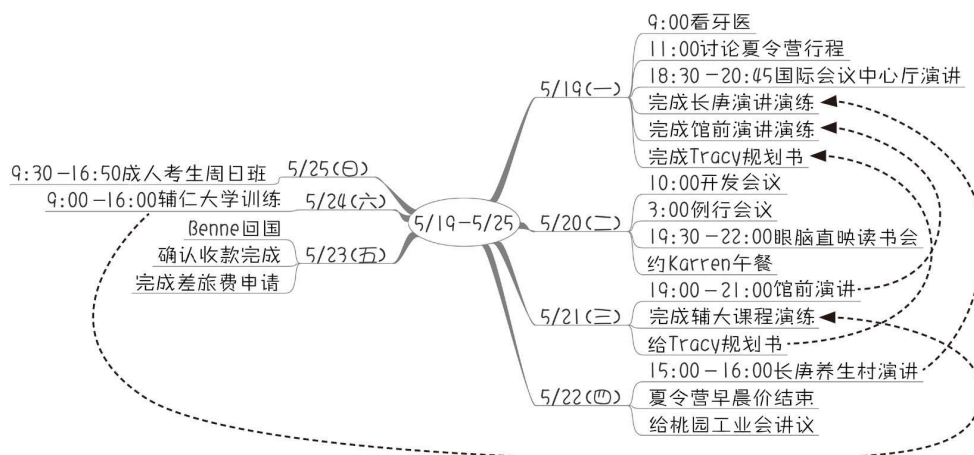 5/19-5/25
5/19(一)
9:00看牙医
11:00讨论夏令营行程
18:30-20:45国际会议中心厅演讲
完成长庚演讲演练
完成馆前演讲演练
完成Tracy规划书
5/20(二)
10:00开发会议
3:00例行会议
19:30-22:00眼脑直映读书会
约Karren午餐
5/21(三)
19:00-21:00馆前演讲
完成辅大课程演练
给Tracy规划书
5/22(四)
15:00-16:00长庚养生村演讲
夏令营早晨价结束
给桃园工业会讲议
5/23(五)
Benne回国
确认收款完成
完成差旅费申请
5/24(六)
9:00-16:00辅仁大学训练
5/25(日)
9:30-16:50成人考生周日班